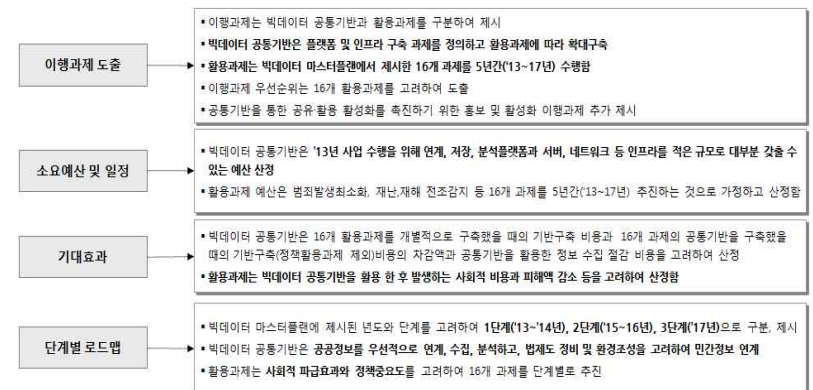 이행과제 도출
▪ 이행과제는 빅데이터 공통기반과 활용과제를 구분하여 제시
▪ 빅데이터 공통기반은 플랫폼 및 인프라 구축 과제를 정의하고 활용과제에 따라 확대구축
▪ 활용과제는 빅데이터 마스터플랜에서 제시한 16개 과제를 5년간('13~17년) 수행함
▪ 이행과제 우선순위는 16개 활용과제를 고려하여 도출
▪ 공통기반을 통한 공유·활용 활성화를 촉진하기 위한 홍보 및 활성화 이행과제 추가 제시
소요예산 및 일정
▪ 빅데이터 공통기반은 '13년 사업 수행을 위해 연계, 저장, 분석플랫폼과 서버, 네트워크 등 인프라를 적은 규모로 대부분 갖출 수
있는 예산 산정
▪ 활용과제 예산은 범죄발생최소화, 재난,재해 전조감지 등 16개 과제를 5년간('13~17년) 추진하는 것으로 가정하고 산정함
기대효과
▪ 빅데이터 공통기반은 16개 활용과제를 개별적으로 구축했을 때의 기반구축 비용과 16개 과제의 공통기반을 구축했을
때의 기반구축(정책활용과제 제외)비용의 차감액과 공통기반을 활용한 정보 수집 절감 비용을 고려하여 산정
▪ 활용과제는 빅데이터 공통기반을 활용 한 후 발생하는 사회적 비용과 피해액 감소 등을 고려하여 산정함
단계별 로드맵
▪ 빅데이터 마스터플랜에 제시된 년도와 단계를 고려하여 1단계('13~'14년), 2단계('15~16년), 3단계('17년)으로 구분, 제시
▪ 빅데이터 공통기반은 공공정보를 우선적으로 연계, 수집, 분석하고, 법제도 정비 및 환경조성을 고려하여 민간정보 연계
▪ 활용과제는 사회적 파급효과와 정책중요도를 고려하여 16개 과제를 단계별로 추진